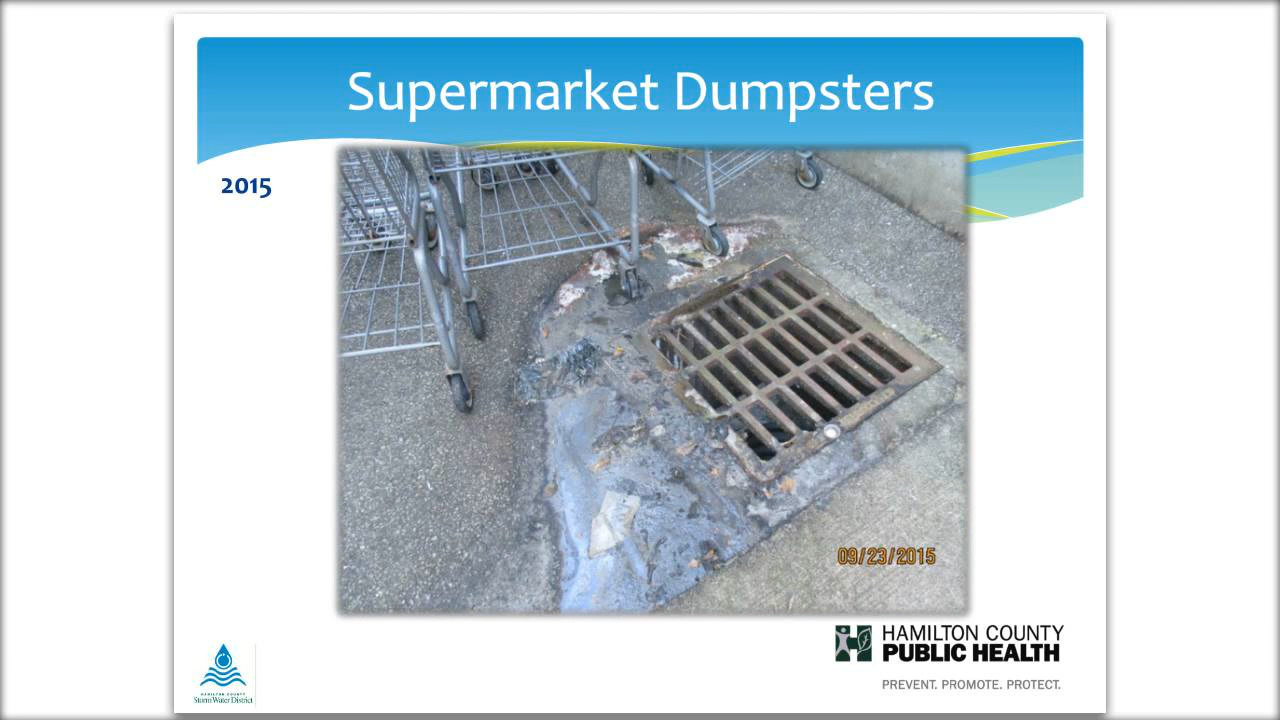 Supermarket Dumpsters
2015
09/23/2015
HAMILTON COUNTY
PUBLIC HEALTH
PREVENT. PROMOTE. PROTECT.
HAMILTON COUNTY
Storm Water District